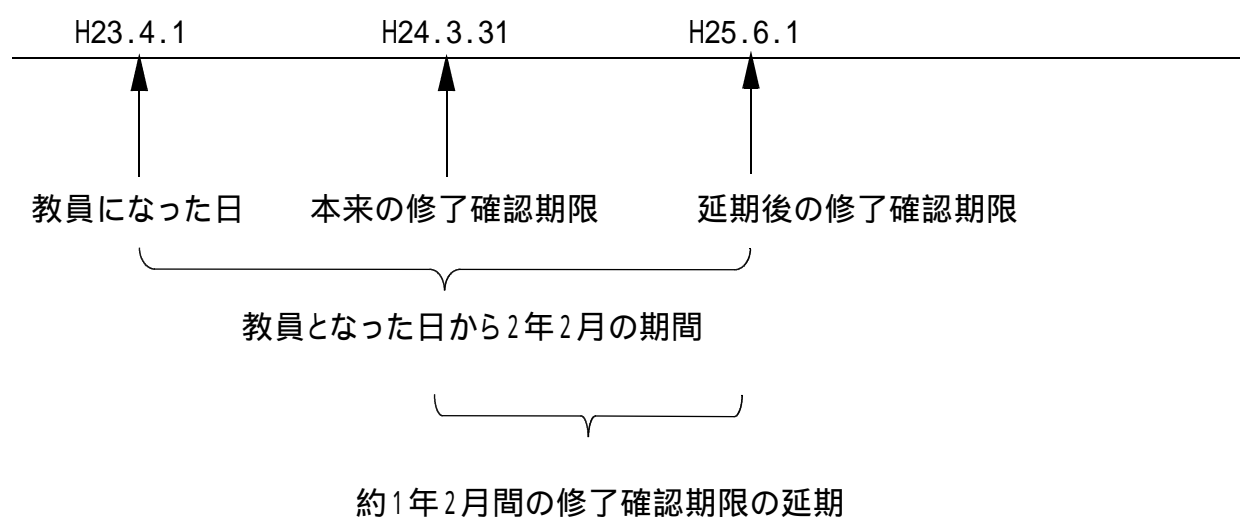 H23.4.1 H24.3.31 H25.6.1
教員になった日 本来の修了確認期限 延期後の修了確認期限
教員となった日から2年2月の期間
約1年2月間の修了確認期限の延期